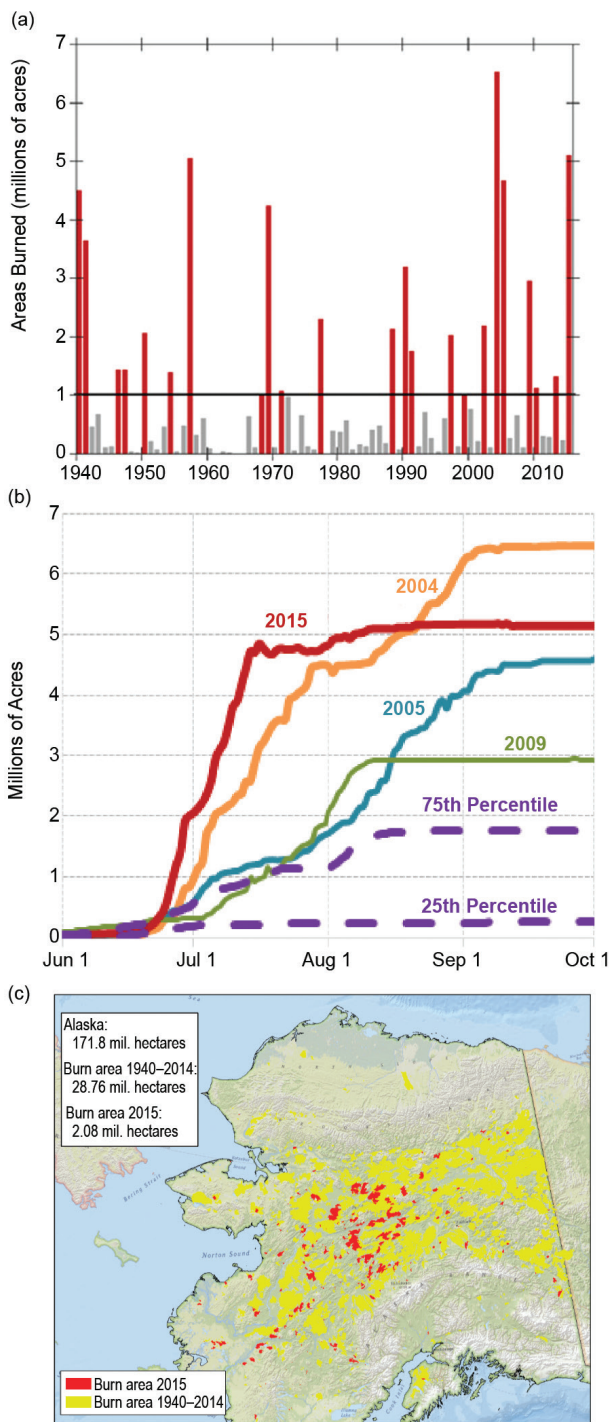 (a)
Areas Burned (millions of acres)
7
6
5
4
3
2
1
0
1940 1950 1960 1970 1980 1990 2000 2010
(b)
Millions of Acres
7
6
5
4
3
2
1
0
2004
2015
2005
2009
75th Percentile
25th Percentile
Jun 1 Jul 1 Aug 1 Sep 1 Oct 1
(c)
Alaska:
171.8 mil. hectares
Burn area 1940–2014:
28.76 mil. hectares
Burn area 2015:
2.08 mil. hectares
Sea
Bering Strait
Norton Sound
Burn area 2015
Burn area 1940–2014